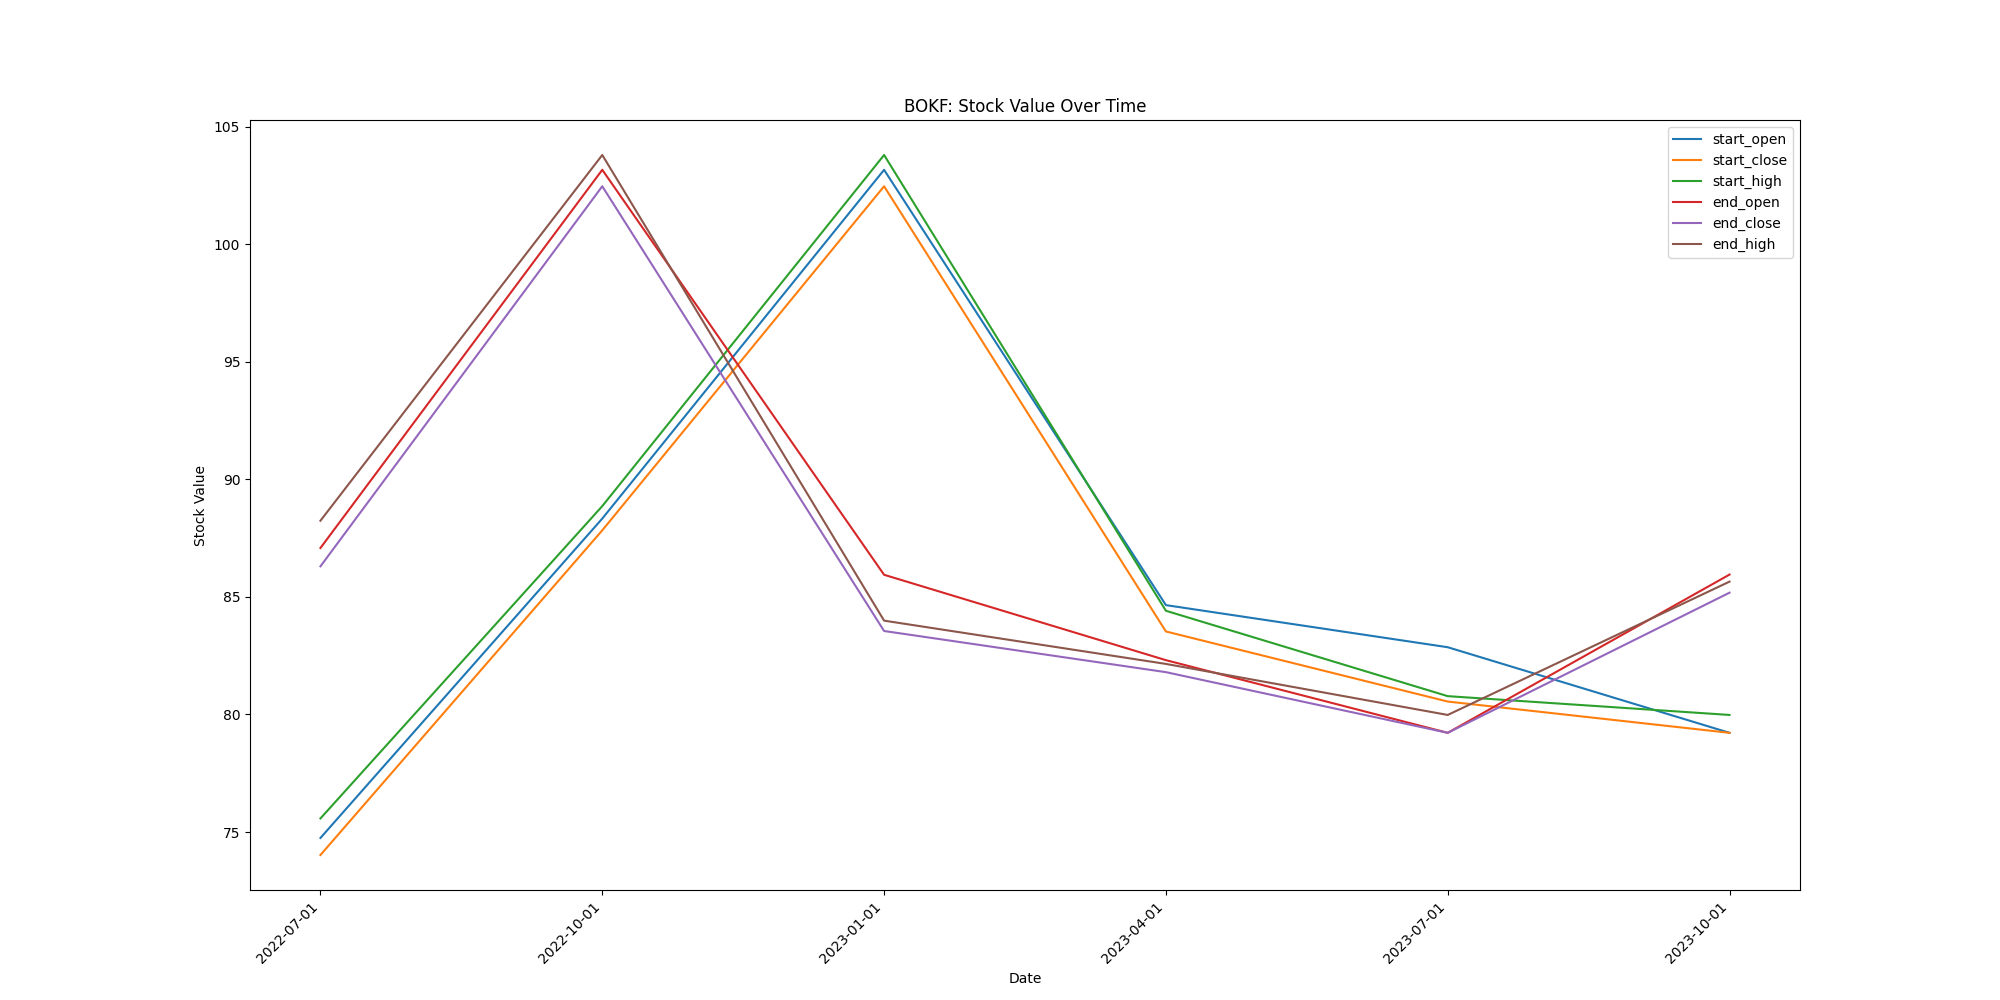 BOKF: Stock Value Over Time
105
100
95
90
85
80
75
Stock Value
start_open
start_close
start_high
end_open
end_close
end_high
2022-07-01
2022-10-01
2023-01-01
2023-04-01
2023-07-01
2023-10-01
Date